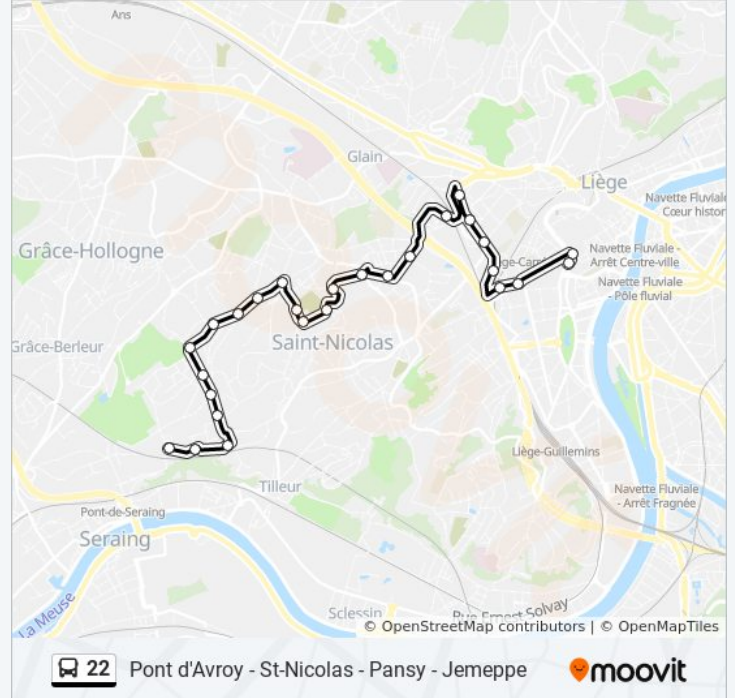 Ans
Glain
Liège
Navette Fluviale
Cœur histor
Grâce-Hollogne
Navette Fluviale -
Arrêt Centre-ville
ge-Car
Navette Fluviale
- Pôle fluvial
Grâce-Berleur
Saint-Nicolas
Liège-Guillemins
Tilleur
Navette Fluviale
- Arrêt Fragnée
Pont-de-Seraing
Seraing
La Meuse
Sclessin
Rue Ernest Solvay
© OpenStreetMap contributors | © OpenMapTiles
22 Pont d'Avroy - St-Nicolas - Pansy - Jemeppe
moovit